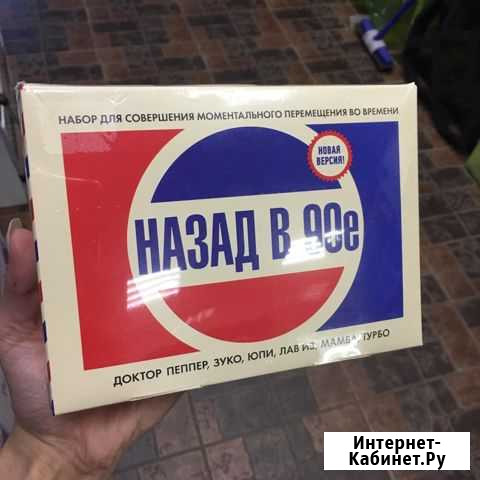 НАБОР ДЛЯ СОВЕРШЕНИЯ МОМЕНТАЛЬНОГО ПЕРЕМЕЩЕНИЯ ВО ВРЕМЕНИ
НОВАЯ
ВЕРСИЯ!
НАЗАД В 90е
ДОКТОР ПЕППЕР, ЗУКО, ЮПИ, ЛАВ ИЗ, МАМБА, ТУРБО
Интернет-
Кабинет.Ру